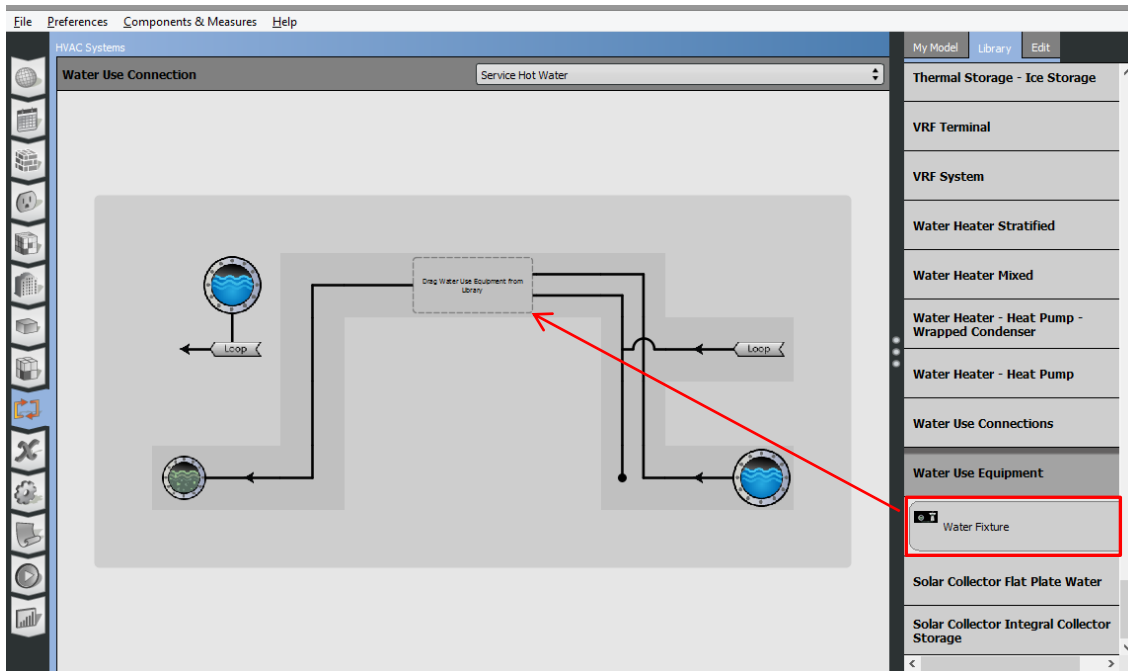 File Preferences Components & Measures Help
HVAC Systems
Water Use Connection
Service Hot Water
Drag Water Use Equipment from
Library
Loop
Loop
My Model Library Edit
Thermal Storage - Ice Storage
VRF Terminal
VRF System
Water Heater Stratified
Water Heater Mixed
Water Heater - Heat Pump -
Wrapped Condenser
Water Heater - Heat Pump
Water Use Connections
Water Use Equipment
Water Fixture
Solar Collector Flat Plate Water
Solar Collector Integral Collector
Storage